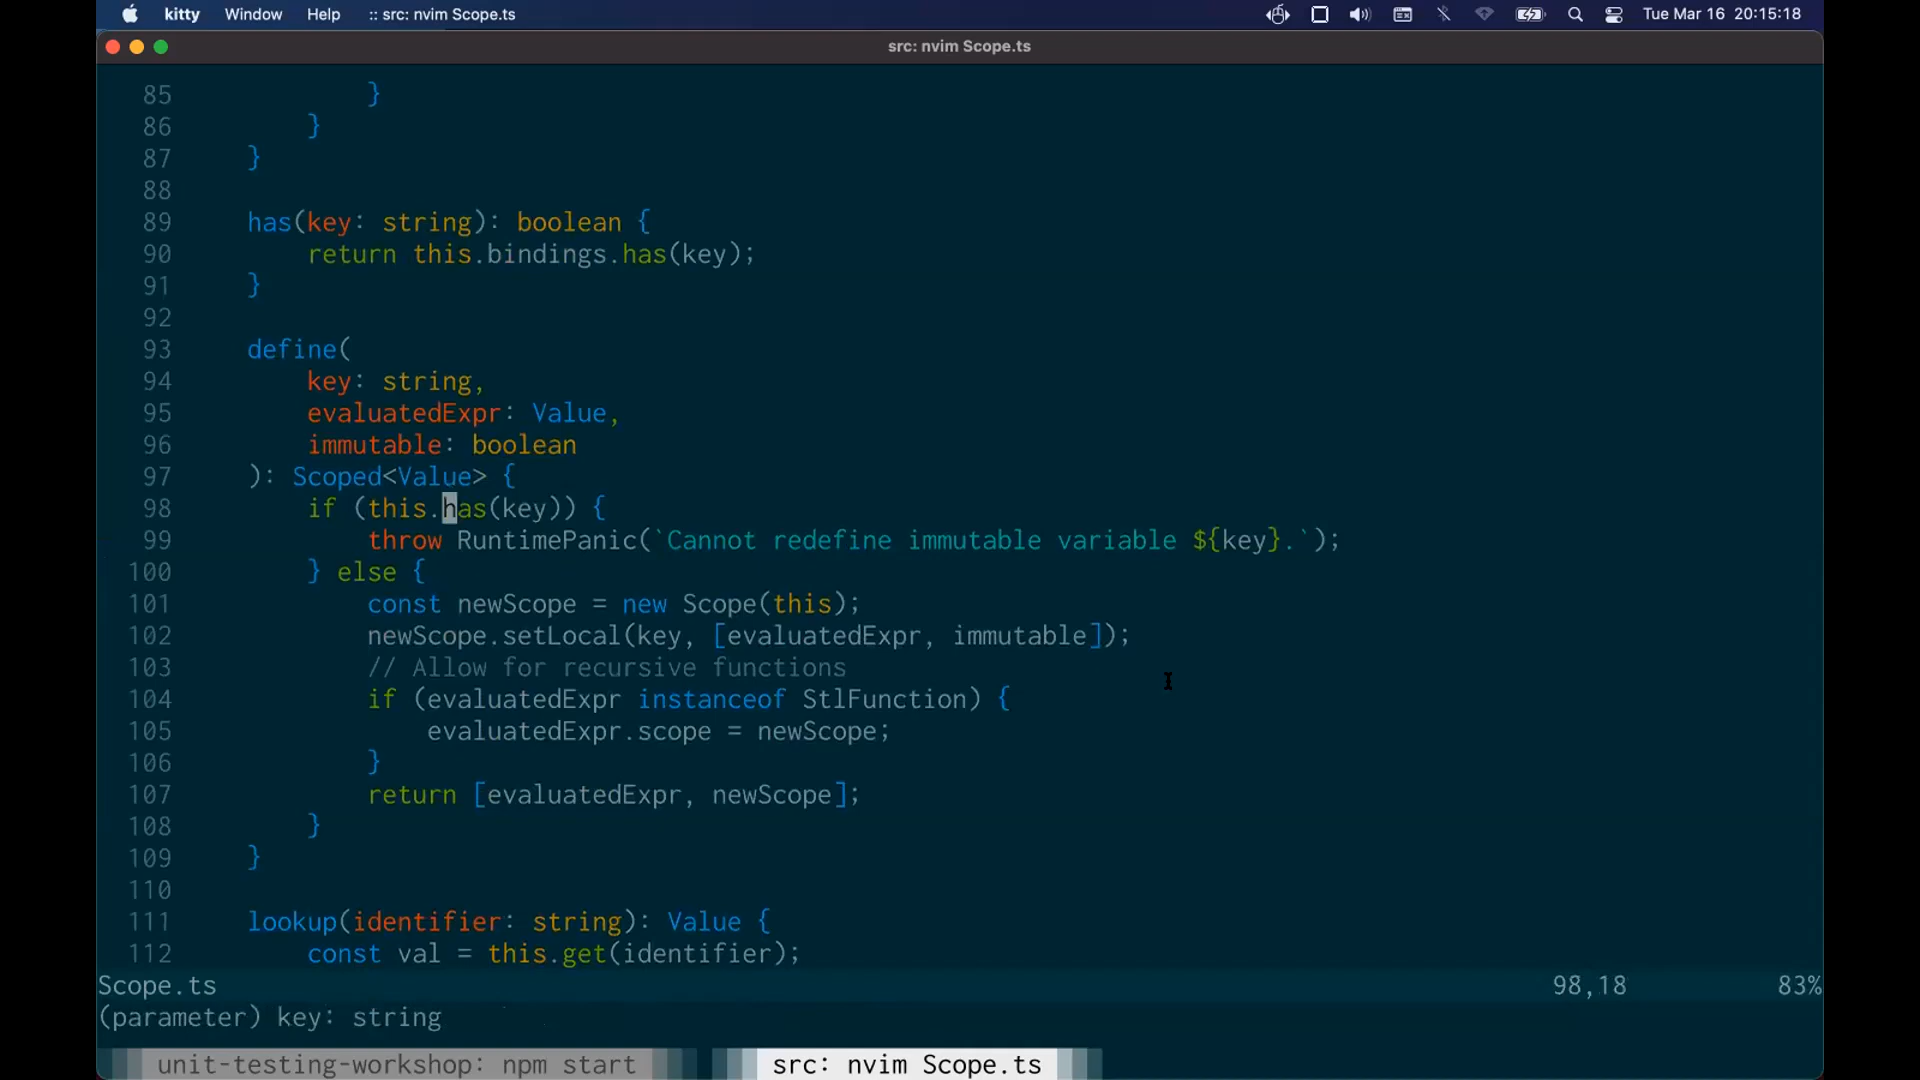 kitty Window Help :: src: nvim Scope.ts Tue Mar 16 20:15:18
src: nvim Scope.ts
85 }
86 }
87 }
88
89 has(key: string): boolean {
90 return this.bindings.has(key);
91 }
92
93 define(
94 key: string,
95 evaluatedExpr: Value,
96 immutable: boolean
97 ): Scoped<Value> {
98 if (this.has(key)) {
99 throw RuntimePanic(`Cannot redefine immutable variable ${key}.`);
100 } else {
101 const newScope = new Scope(this);
102 newScope.setLocal(key, [evaluatedExpr, immutable]);
103 // Allow for recursive functions
104 if (evaluatedExpr instanceof StlFunction) {
105 evaluatedExpr.scope = newScope;
106 }
107 return [evaluatedExpr, newScope];
108 }
109 }
110
111 lookup(identifier: string): Value {
112 const val = this.get(identifier);
Scope.ts 98,18 83%
(parameter) key: string
unit-testing-workshop: npm start src: nvim Scope.ts